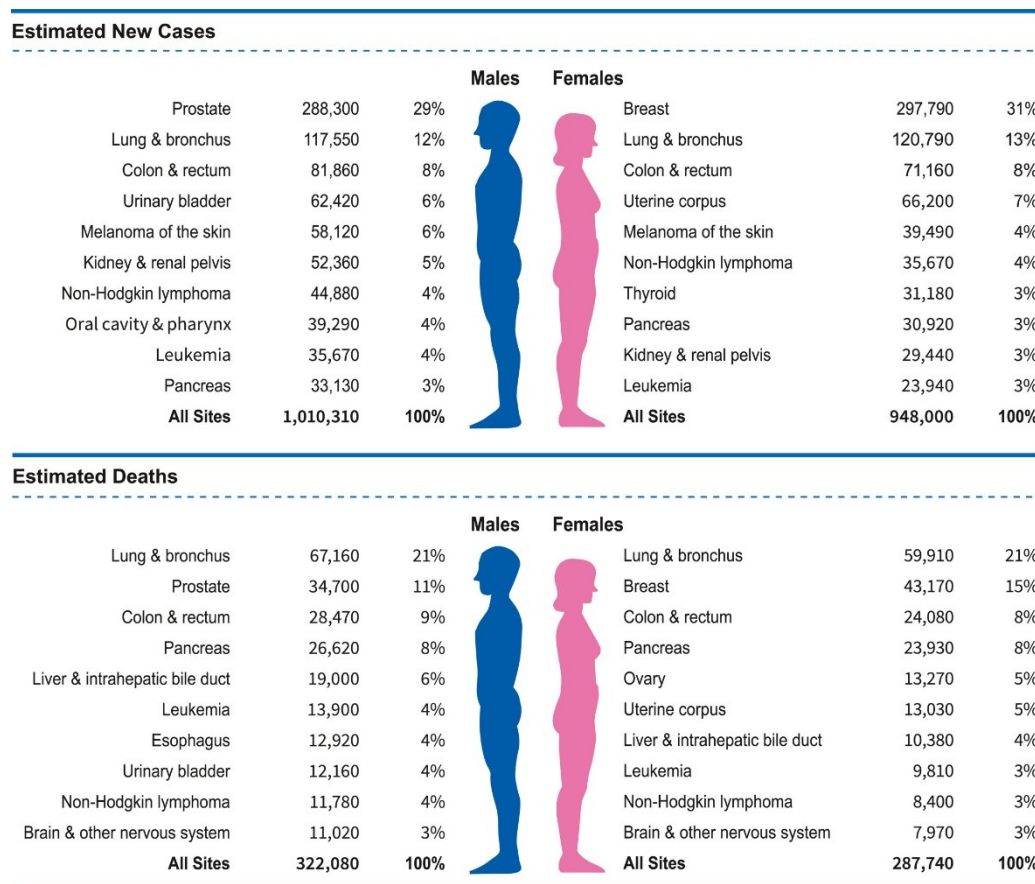 Estimated New Cases
Males Females
Prostate 288,300 29% Breast 297,790 31%
Lung & bronchus 117,550 12% Lung & bronchus 120,790 13%
Colon & rectum 81,860 8% Colon & rectum 71,160 8%
Urinary bladder 62,420 6% Uterine corpus 66,200 7%
Melanoma of the skin 58,120 6% Melanoma of the skin 39,490 4%
Kidney & renal pelvis 52,360 5% Non-Hodgkin lymphoma 35,670 4%
Non-Hodgkin lymphoma 44,880 4% Thyroid 31,180 3%
Oral cavity & pharynx 39,290 4% Pancreas 30,920 3%
Leukemia 35,670 4% Kidney & renal pelvis 29,440 3%
Pancreas 33,130 3% Leukemia 23,940 3%
All Sites 1,010,310 100% All Sites 948,000 100%
Estimated Deaths
Males Females
Lung & bronchus 67,160 21% Lung & bronchus 59,910 21%
Prostate 34,700 11% Breast 43,170 15%
Colon & rectum 28,470 9% Colon & rectum 24,080 8%
Pancreas 26,620 8% Pancreas 23,930 8%
Liver & intrahepatic bile duct 19,000 6% Ovary 13,270 5%
Leukemia 13,900 4% Uterine corpus 13,030 5%
Esophagus 12,920 4% Liver & intrahepatic bile duct 10,380 4%
Urinary bladder 12,160 4% Leukemia 9,810 3%
Non-Hodgkin lymphoma 11,780 4% Non-Hodgkin lymphoma 8,400 3%
Brain & other nervous system 11,020 3% Brain & other nervous system 7,970 3%
All Sites 322,080 100% All Sites 287,740 100%